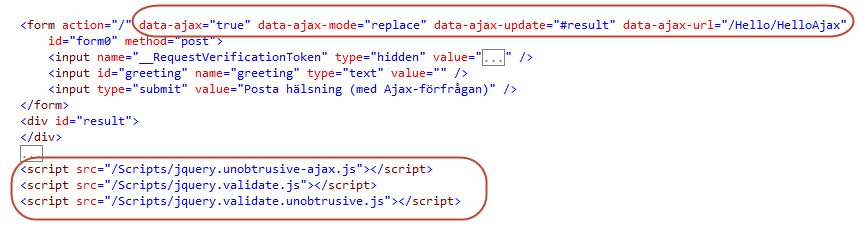 <form action="/" data-ajax="true" data-ajax-mode="replace" data-ajax-update="#result" data-ajax-url="/Hello/HelloAjax"
id="form0" method="post">
<input name="__RequestVerificationToken" type="hidden" value="..." />
<input id="greeting" name="greeting" type="text" value="" />
<input type="submit" value="Posta hälsning (med Ajax-förfrågan)" />
</form>
<div id="result">
</div>
...
<script src="/Scripts/jquery.unobtrusive-ajax.js"></script>
<script src="/Scripts/jquery.validate.js"></script>
<script src="/Scripts/jquery.validate.unobtrusive.js"></script>